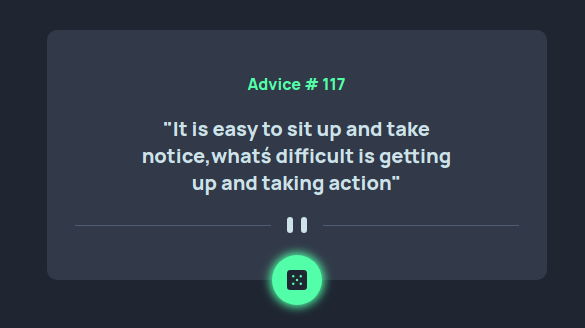 Advice # 117
"It is easy to sit up and take
notice,whatś difficult is getting
up and taking action"